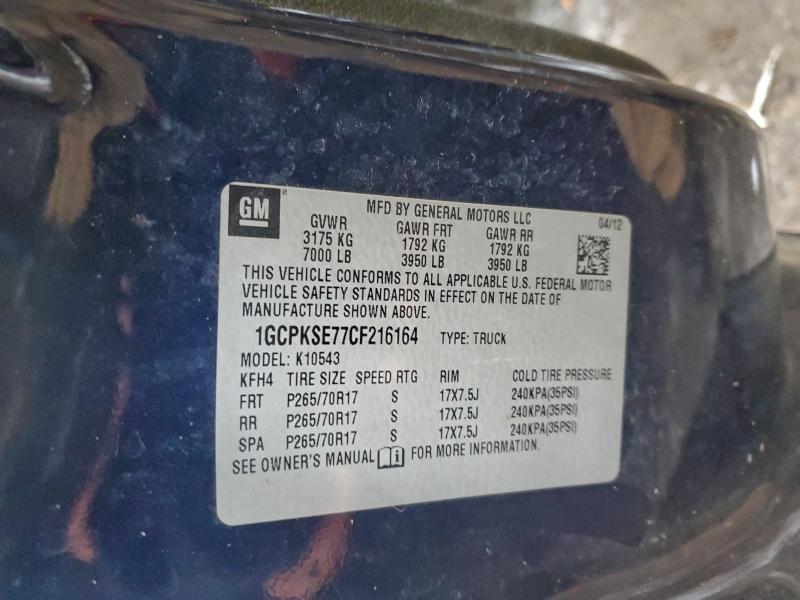 GM
MFD BY GENERAL MOTORS LLC
04/12
GVWR GAWR FRT GAWR RR
3175 KG 1792 KG 1792 KG
7000 LB 3950 LB 3950 LB
THIS VEHICLE CONFORMS TO ALL APPLICABLE U.S. FEDERAL MOTOR
VEHICLE SAFETY STANDARDS IN EFFECT ON THE DATE OF
MANUFACTURE SHOWN ABOVE.
1GCPKSE77CF216164 TYPE: TRUCK
MODEL: K10543
KFH4 TIRE SIZE SPEED RTG RIM COLD TIRE PRESSURE
FRT P265/70R17 S 17X7.5J 240KPA(35PSI)
RR P265/70R17 S 17X7.5J 240KPA(35PSI)
SPA P265/70R17 S 17X7.5J 240KPA(35PSI)
SEE OWNER'S MANUAL FOR MORE INFORMATION.